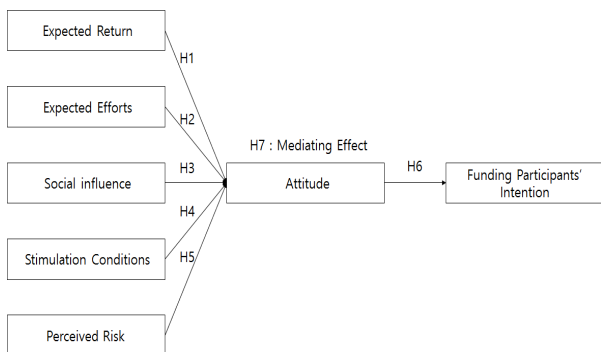 Expected Return
H1
Expected Efforts
H2
H7 : Mediating Effect
Social influence
H3
Attitude
H6
Funding Participants'
Intention
H4
Stimulation Conditions
H5
Perceived Risk